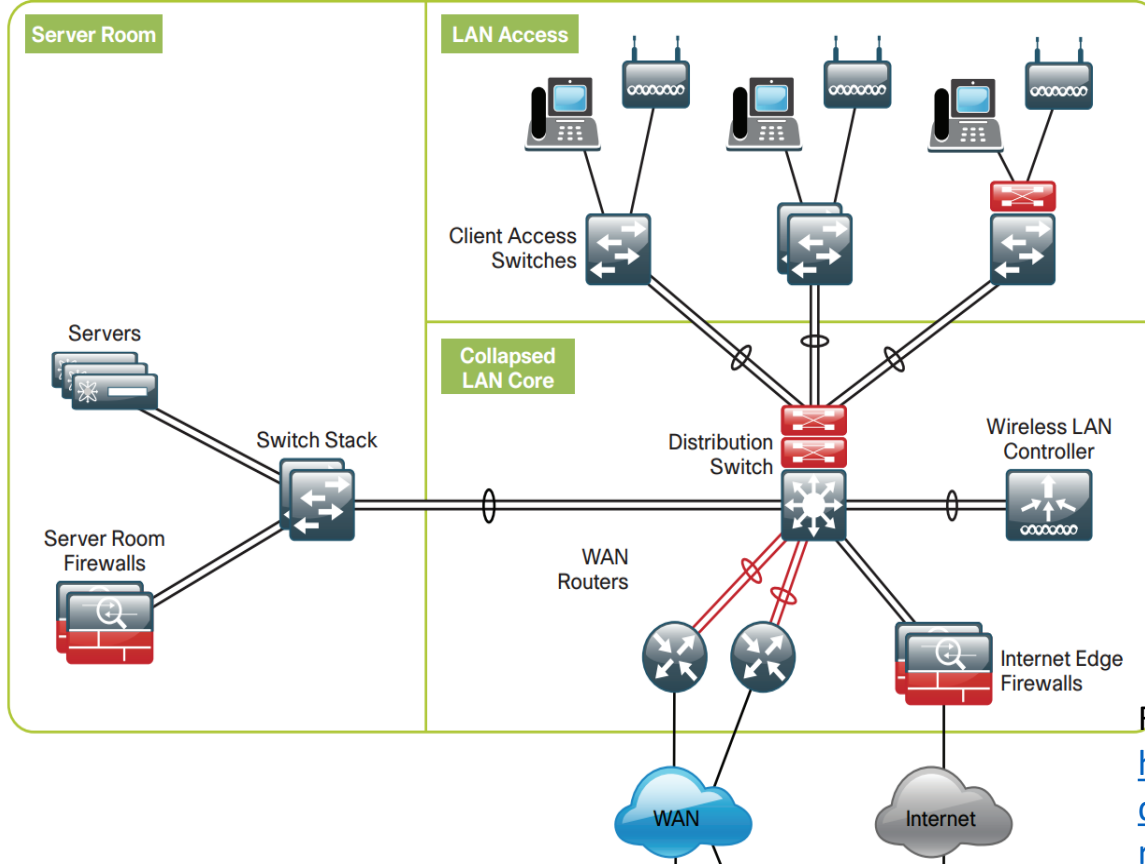 Server Room
LAN Access
Client Access
Switches
Servers
Collapsed
LAN Core
Switch Stack
Distribution
Switch
Wireless LAN
Controller
Server Room
Firewalls
WAN
Routers
Internet Edge
Firewalls
WAN
Internet